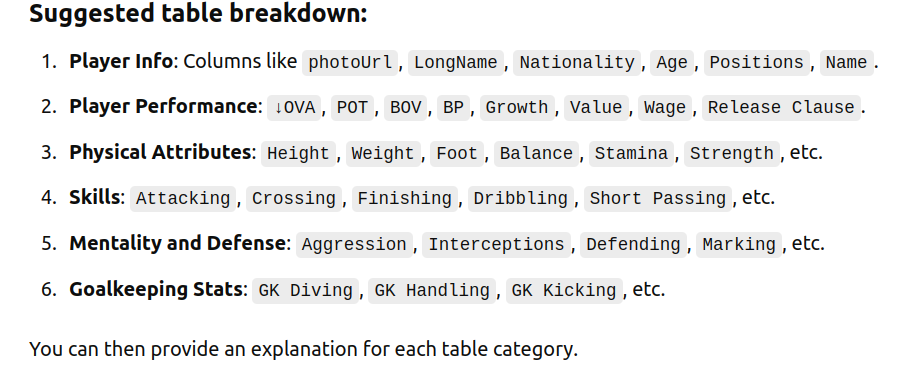 Suggested table breakdown:
1. Player Info: Columns like photoUrl, LongName, Nationality, Age, Positions, Name.
2. Player Performance: ↓OVA, POT, BOV, BP, Growth, Value, Wage, Release Clause.
3. Physical Attributes: Height, Weight, Foot, Balance, Stamina, Strength, etc.
4. Skills: Attacking, Crossing, Finishing, Dribbling, Short Passing, etc.
5. Mentality and Defense: Aggression, Interceptions, Defending, Marking, etc.
6. Goalkeeping Stats: GK Diving, GK Handling, GK Kicking, etc.
You can then provide an explanation for each table category.